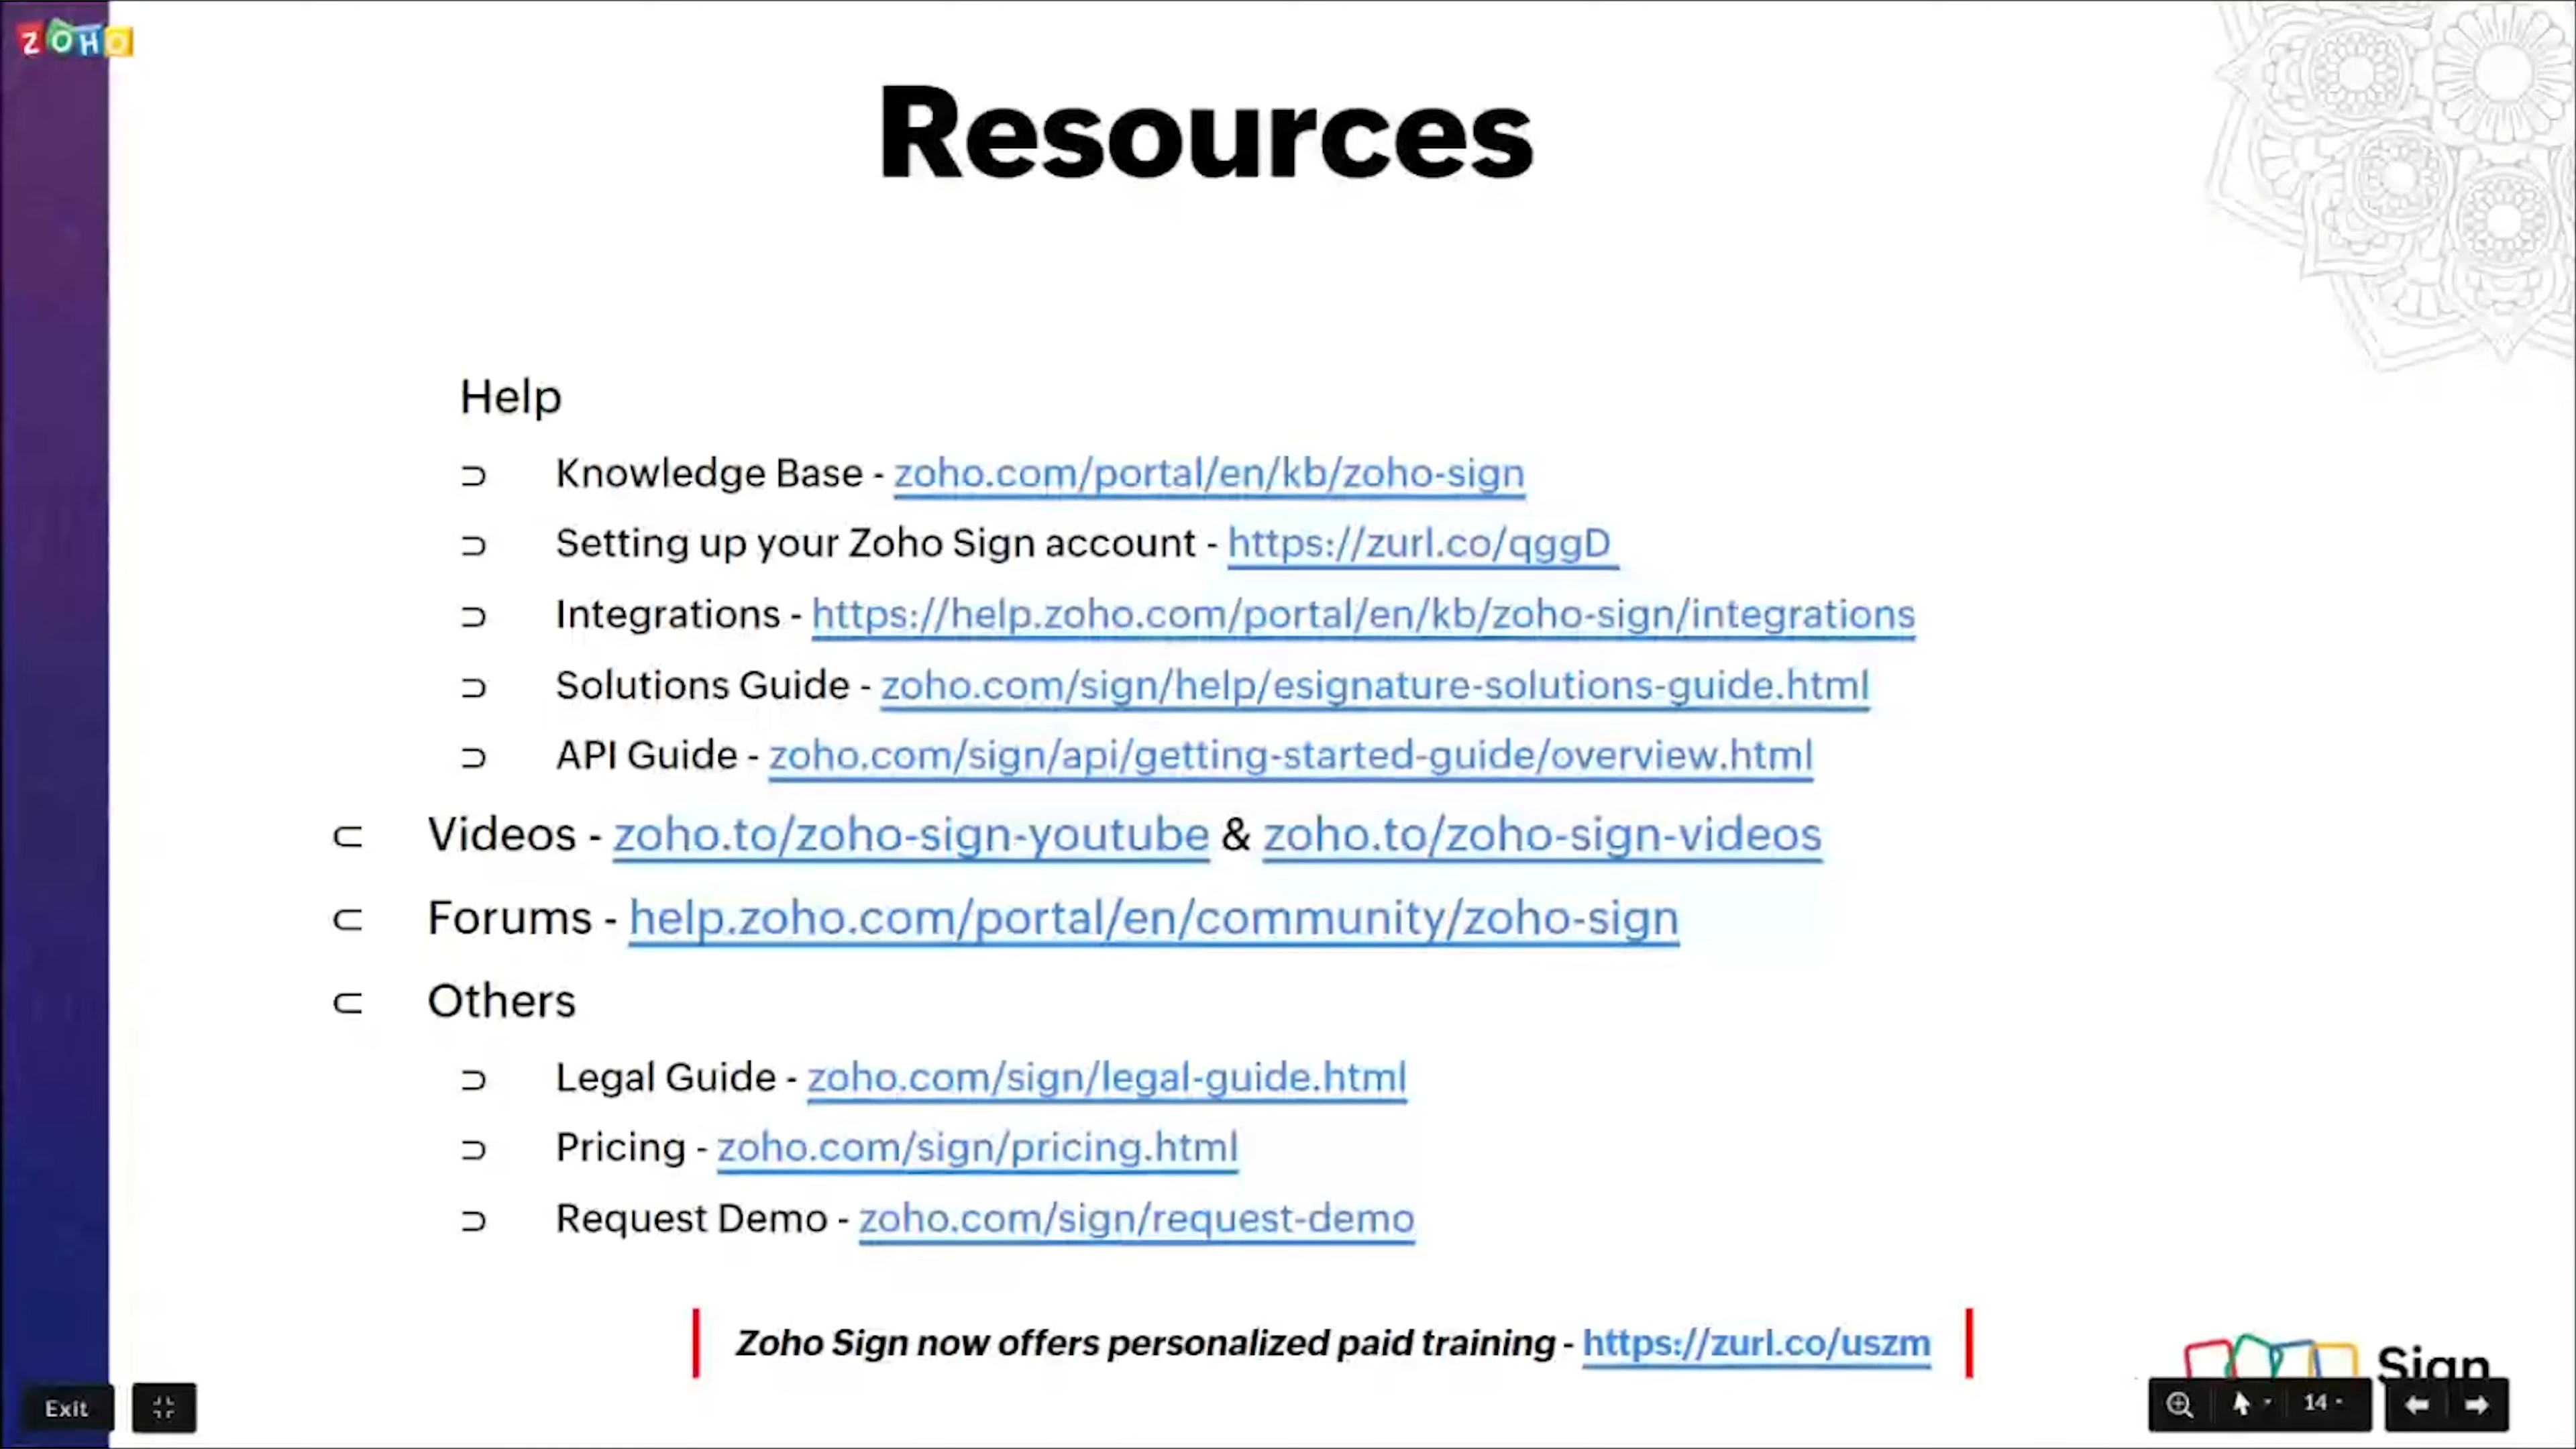 ZOHO
Resources
Help
⊃ Knowledge Base - zoho.com/portal/en/kb/zoho-sign
⊃ Setting up your Zoho Sign account - https://zurl.co/qggD
⊃ Integrations - https://help.zoho.com/portal/en/kb/zoho-sign/integrations
⊃ Solutions Guide - zoho.com/sign/help/esignature-solutions-guide.html
⊃ API Guide - zoho.com/sign/api/getting-started-guide/overview.html
⊂ Videos - zoho.to/zoho-sign-youtube & zoho.to/zoho-sign-videos
⊂ Forums - help.zoho.com/portal/en/community/zoho-sign
⊂ Others
⊃ Legal Guide - zoho.com/sign/legal-guide.html
⊃ Pricing - zoho.com/sign/pricing.html
⊃ Request Demo - zoho.com/sign/request-demo
Zoho Sign now offers personalized paid training - https://zurl.co/uszm
Sign
Exit
14